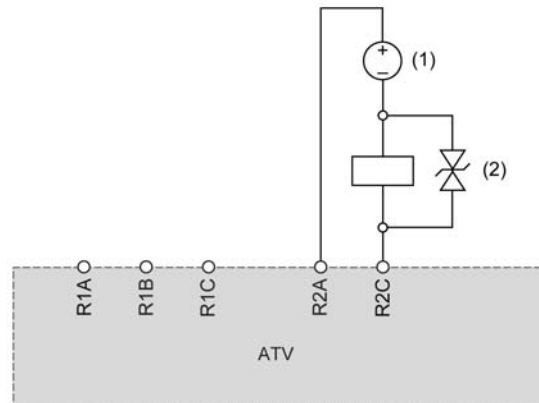 +
(1)
−
(2)
R1A
R1B
R1C
R2A
R2C
ATV